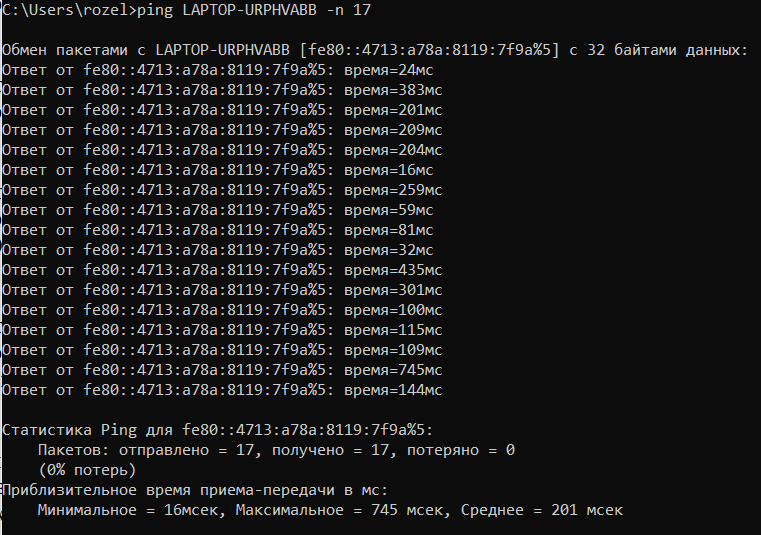 C:\Users\rozel>ping LAPTOP-URPHVABB -n 17
Обмен пакетами с LAPTOP-URPHVABB [fe80::4713:a78a:8119:7f9a%5] с 32 байтами данных:
Ответ от fe80::4713:a78a:8119:7f9a%5: время=24мс
Ответ от fe80::4713:a78a:8119:7f9a%5: время=383мс
Ответ от fe80::4713:a78a:8119:7f9a%5: время=201мс
Ответ от fe80::4713:a78a:8119:7f9a%5: время=209мс
Ответ от fe80::4713:a78a:8119:7f9a%5: время=204мс
Ответ от fe80::4713:a78a:8119:7f9a%5: время=16мс
Ответ от fe80::4713:a78a:8119:7f9a%5: время=259мс
Ответ от fe80::4713:a78a:8119:7f9a%5: время=59мс
Ответ от fe80::4713:a78a:8119:7f9a%5: время=81мс
Ответ от fe80::4713:a78a:8119:7f9a%5: время=32мс
Ответ от fe80::4713:a78a:8119:7f9a%5: время=435мс
Ответ от fe80::4713:a78a:8119:7f9a%5: время=301мс
Ответ от fe80::4713:a78a:8119:7f9a%5: время=100мс
Ответ от fe80::4713:a78a:8119:7f9a%5: время=115мс
Ответ от fe80::4713:a78a:8119:7f9a%5: время=109мс
Ответ от fe80::4713:a78a:8119:7f9a%5: время=745мс
Ответ от fe80::4713:a78a:8119:7f9a%5: время=144мс
Статистика Ping для fe80::4713:a78a:8119:7f9a%5:
Пакетов: отправлено = 17, получено = 17, потеряно = 0
(0% потерь)
Приблизительное время приема-передачи в мс:
Минимальное = 16мсек, Максимальное = 745 мсек, Среднее = 201 мсек